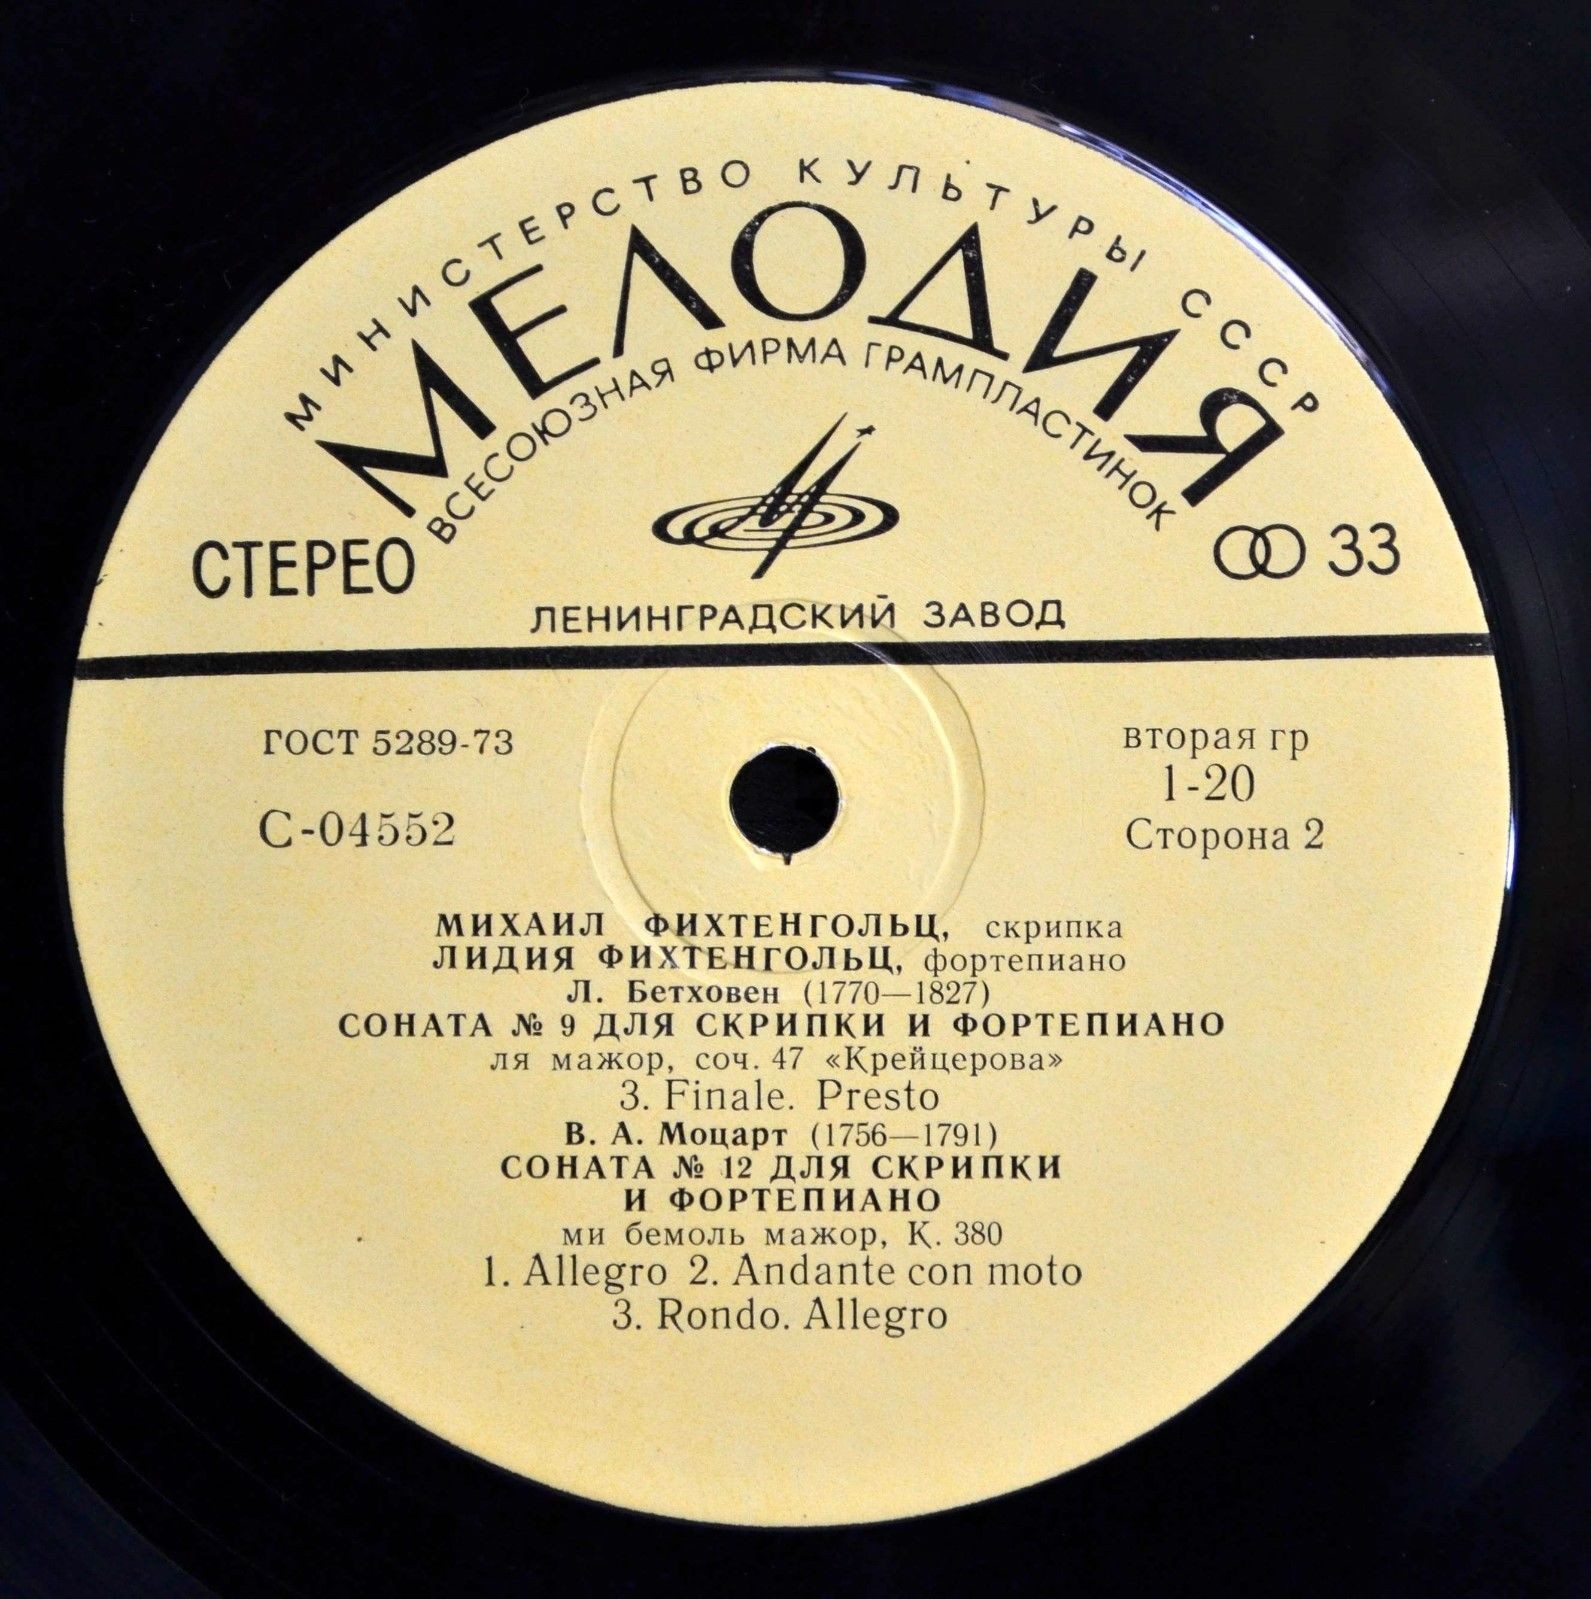 МИНИСТЕРСТВО КУЛЬТУРЫ СССР
МЕЛОДИЯ
ВСЕСОЮЗНАЯ ФИРМА ГРАМПЛАСТИНОК
СТЕРЕО
33
ЛЕНИНГРАДСКИЙ ЗАВОД
ГОСТ 5289-73
вторая гр
1-20
С-04552
Сторона 2
МИХАИЛ ФИХТЕНГОЛЬЦ, скрипка
ЛИДИЯ ФИХТЕНГОЛЬЦ, фортепиано
Л. Бетховен (1770—1827)
СОНАТА № 9 ДЛЯ СКРИПКИ И ФОРТЕПИАНО
ля мажор, соч. 47 «Крейцерова»
3. Finale. Presto
В. А. Моцарт (1756—1791)
СОНАТА № 12 ДЛЯ СКРИПКИ
И ФОРТЕПИАНО
ми бемоль мажор, К. 380
1. Allegro 2. Andante con moto
3. Rondo. Allegro